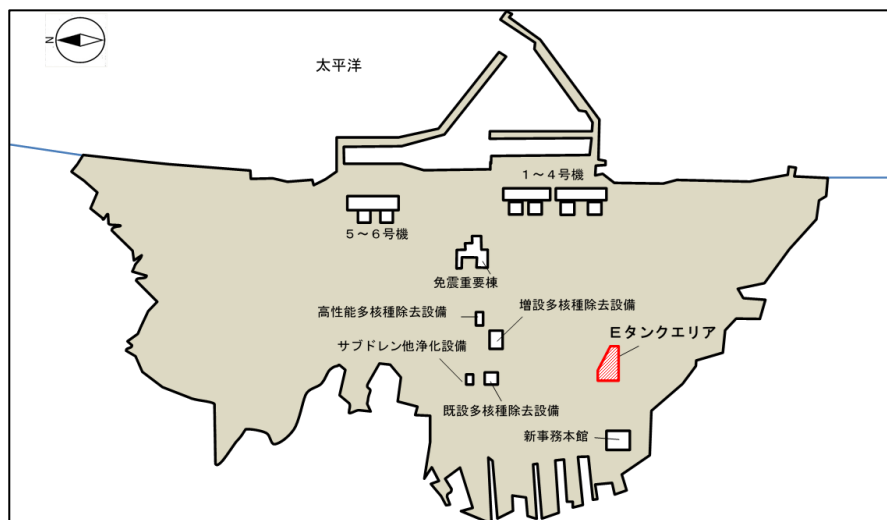 N
太平洋
1～4号機
5～6号機
免震重要棟
高性能多核種除去設備
増設多核種除去設備
Eタンクエリア
サブドレン他浄化設備
既設多核種除去設備
新事務本館